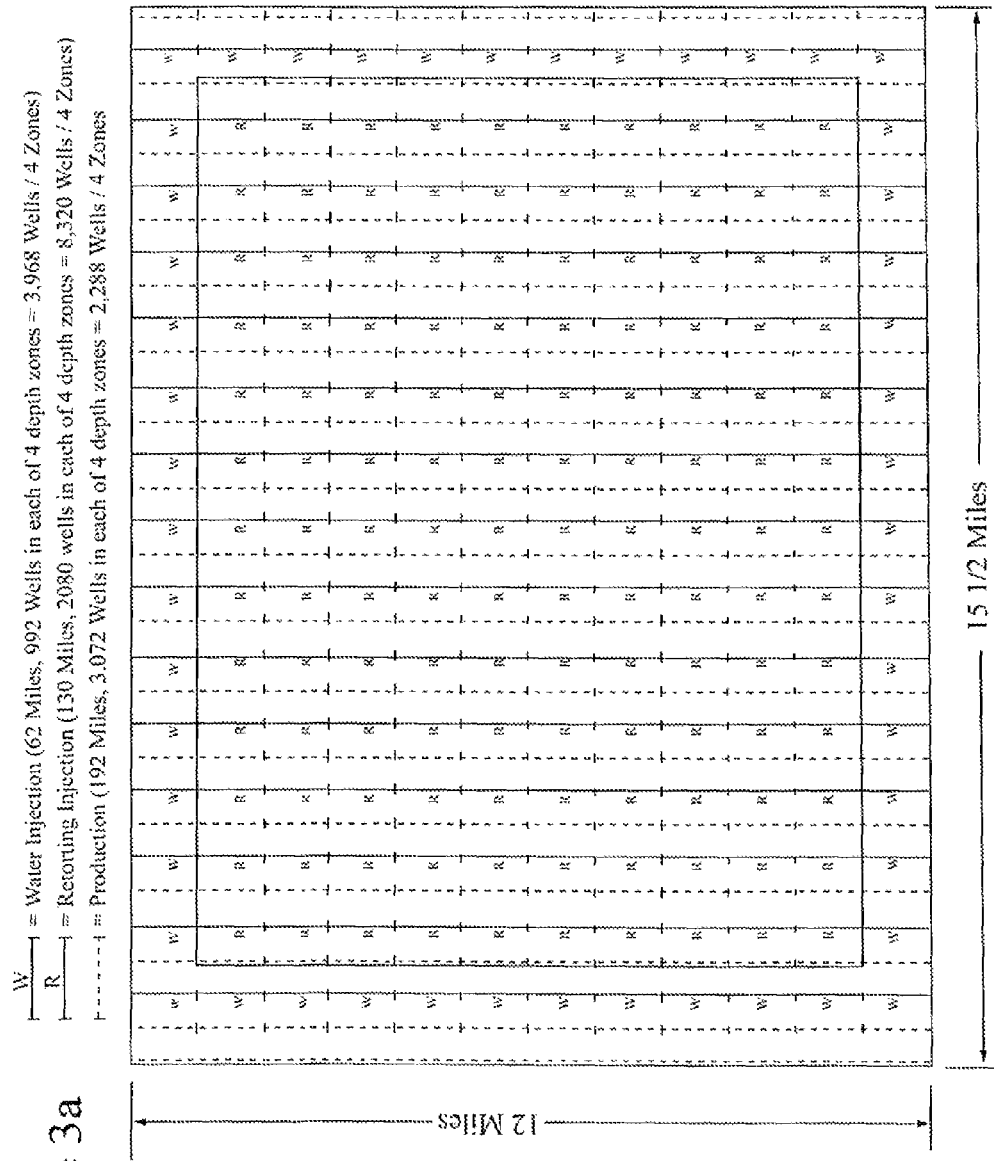 3a
W = Water Injection (62 Miles, 992 Wells in each of 4 depth zones = 3,968 Wells / 4 Zones)
R = Retorting Injection (130 Miles, 2080 wells in each of 4 depth zones = 8,320 Wells / 4 Zones)
= Production (192 Miles, 3,072 Wells in each of 4 depth zones = 2,288 Wells / 4 Zones
W W W W W W W W W W W W W W W
W R R R R R R R R R R R R R W
W R R R R R R R R R R R R R W
W R R R R R R R R R R R R R W
W R R R R R R R R R R R R R W
W R R R R R R R R R R R R R W
W R R R R R R R R R R R R R W
W R R R R R R R R R R R R R W
W R R R R R R R R R R R R R W
W R R R R R R R R R R R R R W
W R R R R R R R R R R R R R W
W W W W W W W W W W W W W W W
12 Miles
15 1/2 Miles